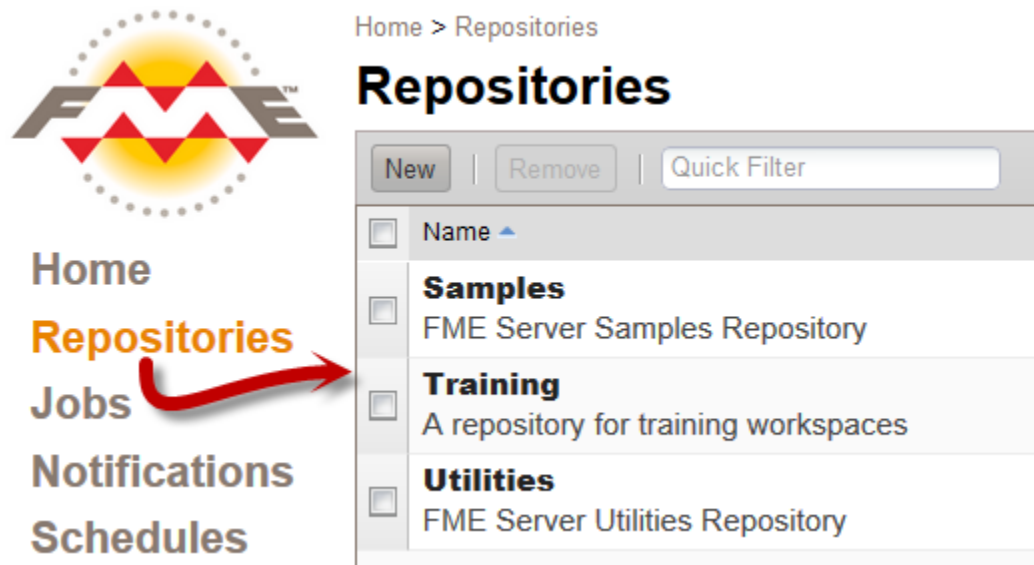 FME™
Home
Repositories
Jobs
Notifications
Schedules
Home > Repositories
Repositories
New | Remove | Quick Filter
Name
Samples
FME Server Samples Repository
Training
A repository for training workspaces
Utilities
FME Server Utilities Repository